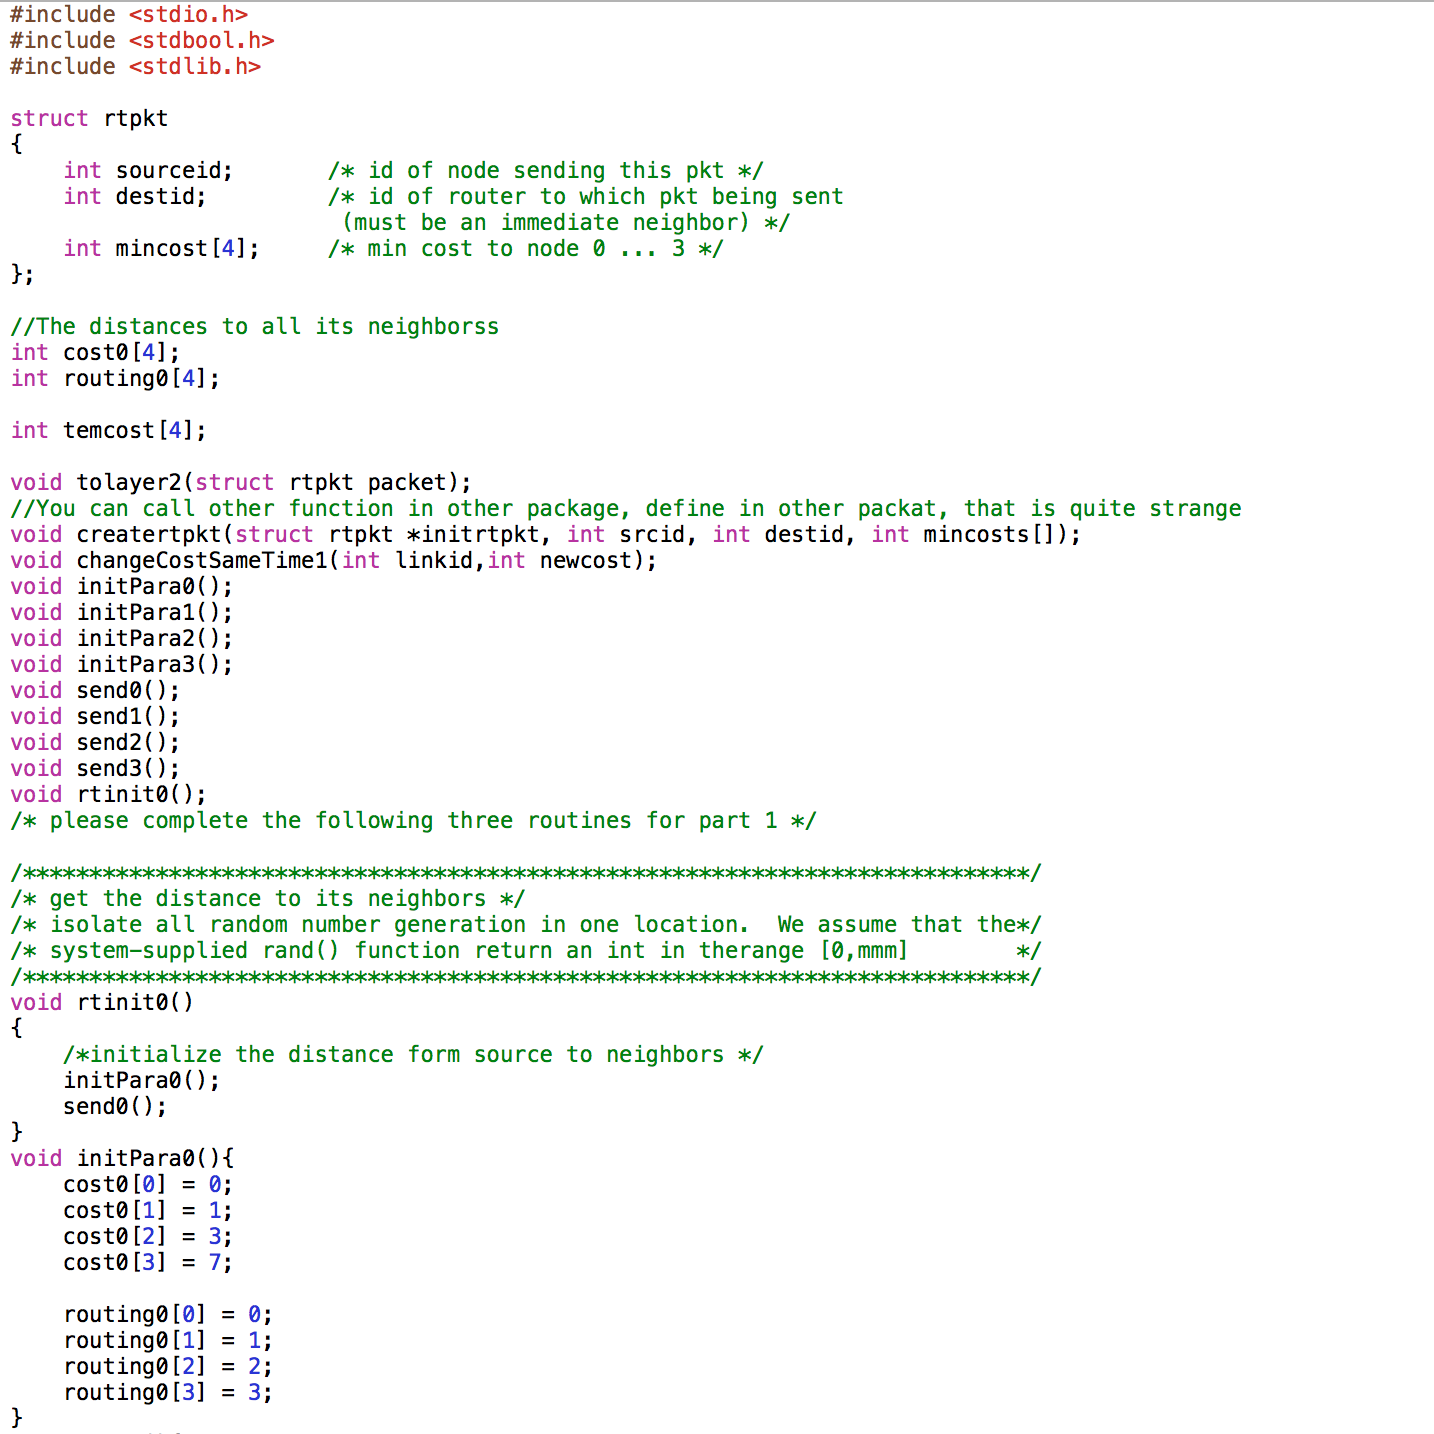 #include <stdio.h>
#include <stdbool.h>
#include <stdlib.h>

struct rtpkt
{
    int sourceid;       /* id of node sending this pkt */
    int destid;         /* id of router to which pkt being sent
                         (must be an immediate neighbor) */
    int mincost[4];     /* min cost to node 0 ... 3 */
};

//The distances to all its neighborss
int cost0[4];
int routing0[4];

int temcost[4];

void tolayer2(struct rtpkt packet);
//You can call other function in other package, define in other packat, that is quite strange
void creatertpkt(struct rtpkt *initrtpkt, int srcid, int destid, int mincosts[]);
void changeCostSameTime1(int linkid,int newcost);
void initPara0();
void initPara1();
void initPara2();
void initPara3();
void send0();
void send1();
void send2();
void send3();
void rtinit0();
/* please complete the following three routines for part 1 */

/****************************************************************************/
/* get the distance to its neighbors */
/* isolate all random number generation in one location.  We assume that the*/
/* system-supplied rand() function return an int in therange [0,mmm]        */
/****************************************************************************/
void rtinit0()
{
    /*initialize the distance form source to neighbors */
    initPara0();
    send0();
}
void initPara0(){
    cost0[0] = 0;
    cost0[1] = 1;
    cost0[2] = 3;
    cost0[3] = 7;

    routing0[0] = 0;
    routing0[1] = 1;
    routing0[2] = 2;
    routing0[3] = 3;
}